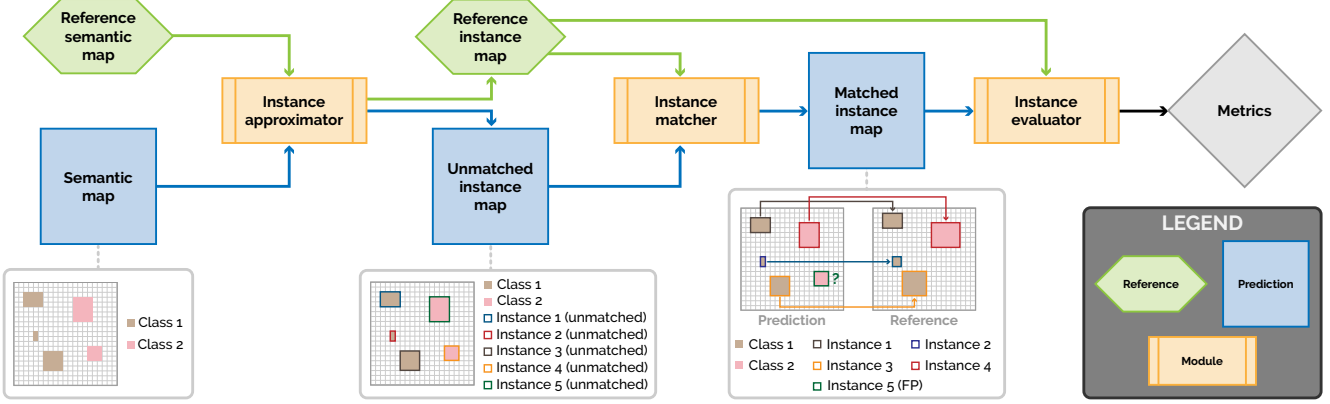 Reference
semantic
map
Reference
instance
map
Instance
approximator
Instance
matcher
Matched
instance
map
Instance
evaluator
Metrics
Semantic
map
Unmatched
instance
map
Class 1
Class 2
Class 1
Class 2
Instance 1 (unmatched)
Instance 2 (unmatched)
Instance 3 (unmatched)
Instance 4 (unmatched)
Instance 5 (unmatched)
?
Prediction
Reference
Class 1
Instance 1
Instance 2
Class 2
Instance 3
Instance 4
Instance 5 (FP)
LEGEND
Reference
Prediction
Module